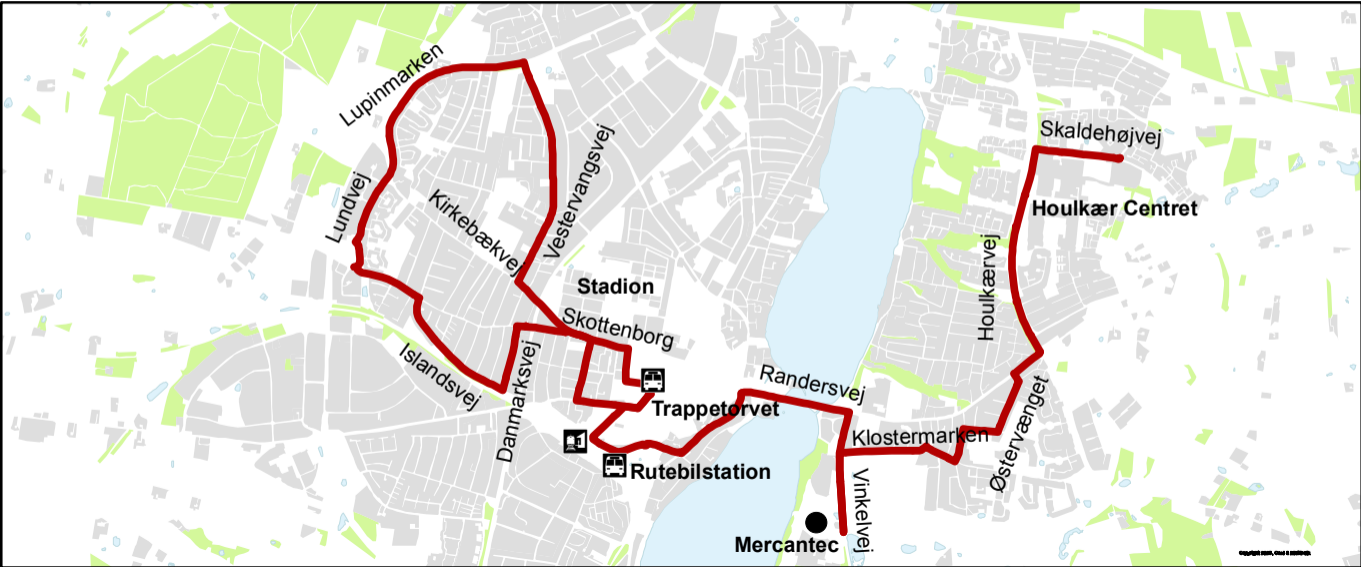 Lupinmarken
Skaldehøjvej
Vestervangsvej
Lundvej
Kirkebækvej
Houlkær Centret
Houlkærvej
Stadion
Skottenborg
Islandsvej
Danmarksvej
Randersvej
Trappetorvet
Klostermarken
Østervænget
Rutebilstation
Vinkelvej
Mercantec